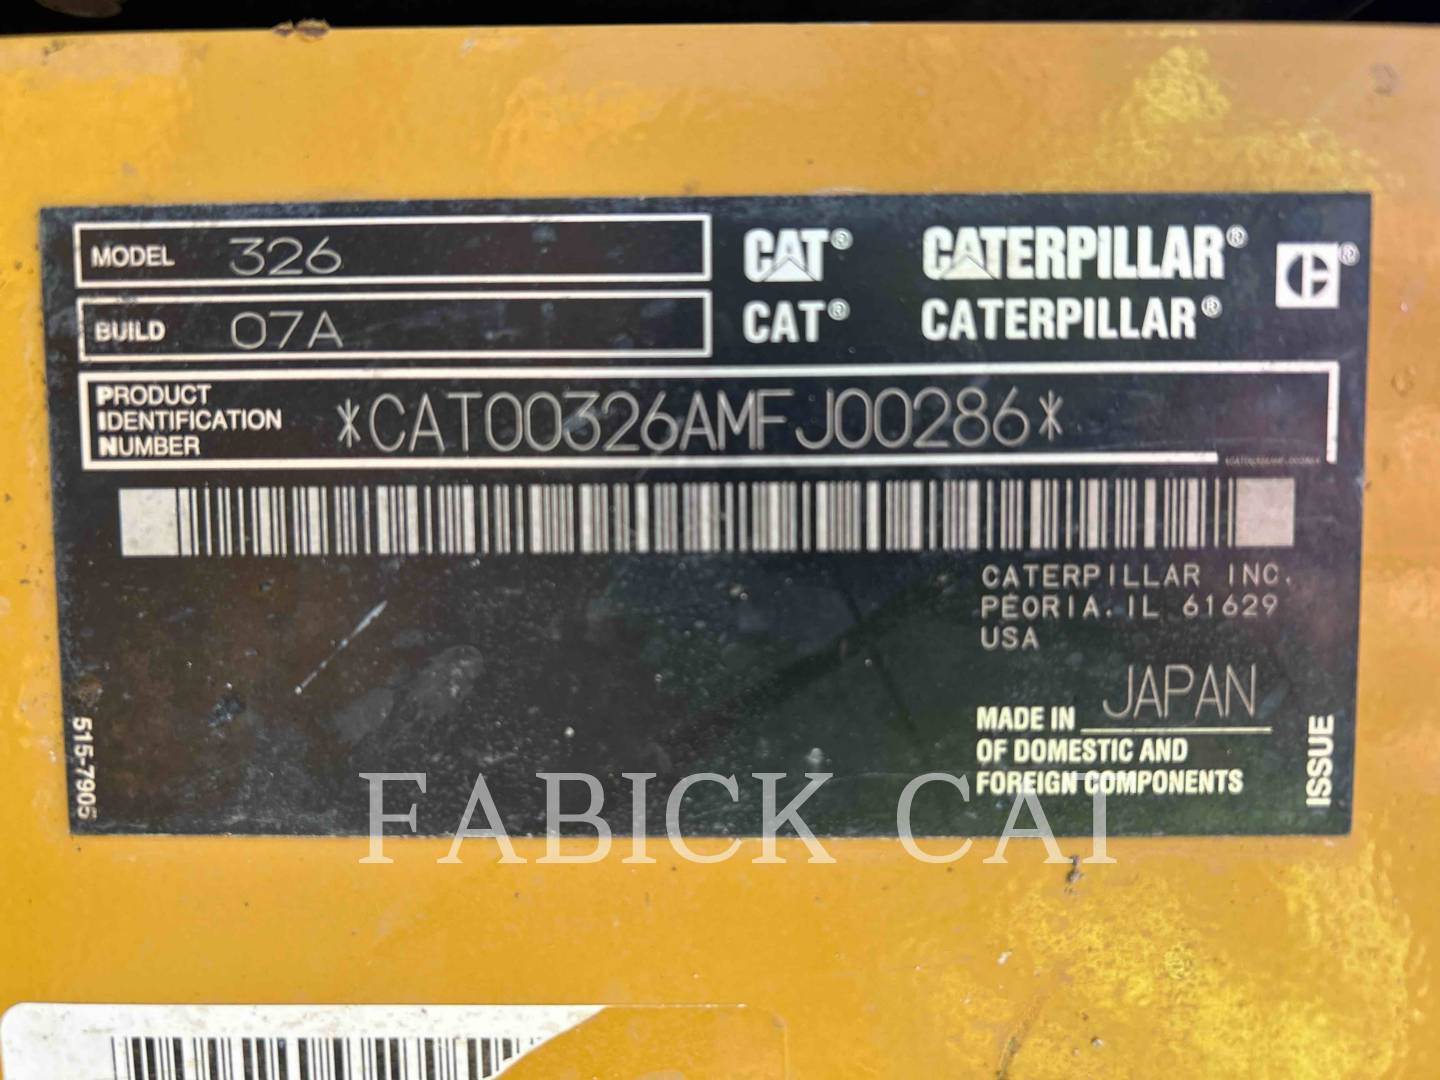 MODEL 326
BUILD 07A
CAT® CATERPILLAR®
CAT® CATERPILLAR®
PRODUCT
IDENTIFICATION
NUMBER
*CAT00326AMFJ00286*
CATERPILLAR INC.
PEORIA, IL 61629
USA
MADE IN JAPAN
OF DOMESTIC AND
FOREIGN COMPONENTS
ISSUE
515-7905
FABICK CAT